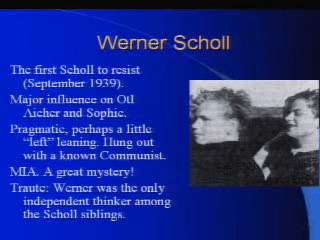 Werner Scholl
The first Scholl to resist
(September 1939).
Major influence on Otl
Aicher and Sophie.
Pragmatic, perhaps a little
"left" leaning. Hung out
with a known Communist.
MIA. A great mystery!
Traute: Werner was the only
independent thinker among
the Scholl siblings.